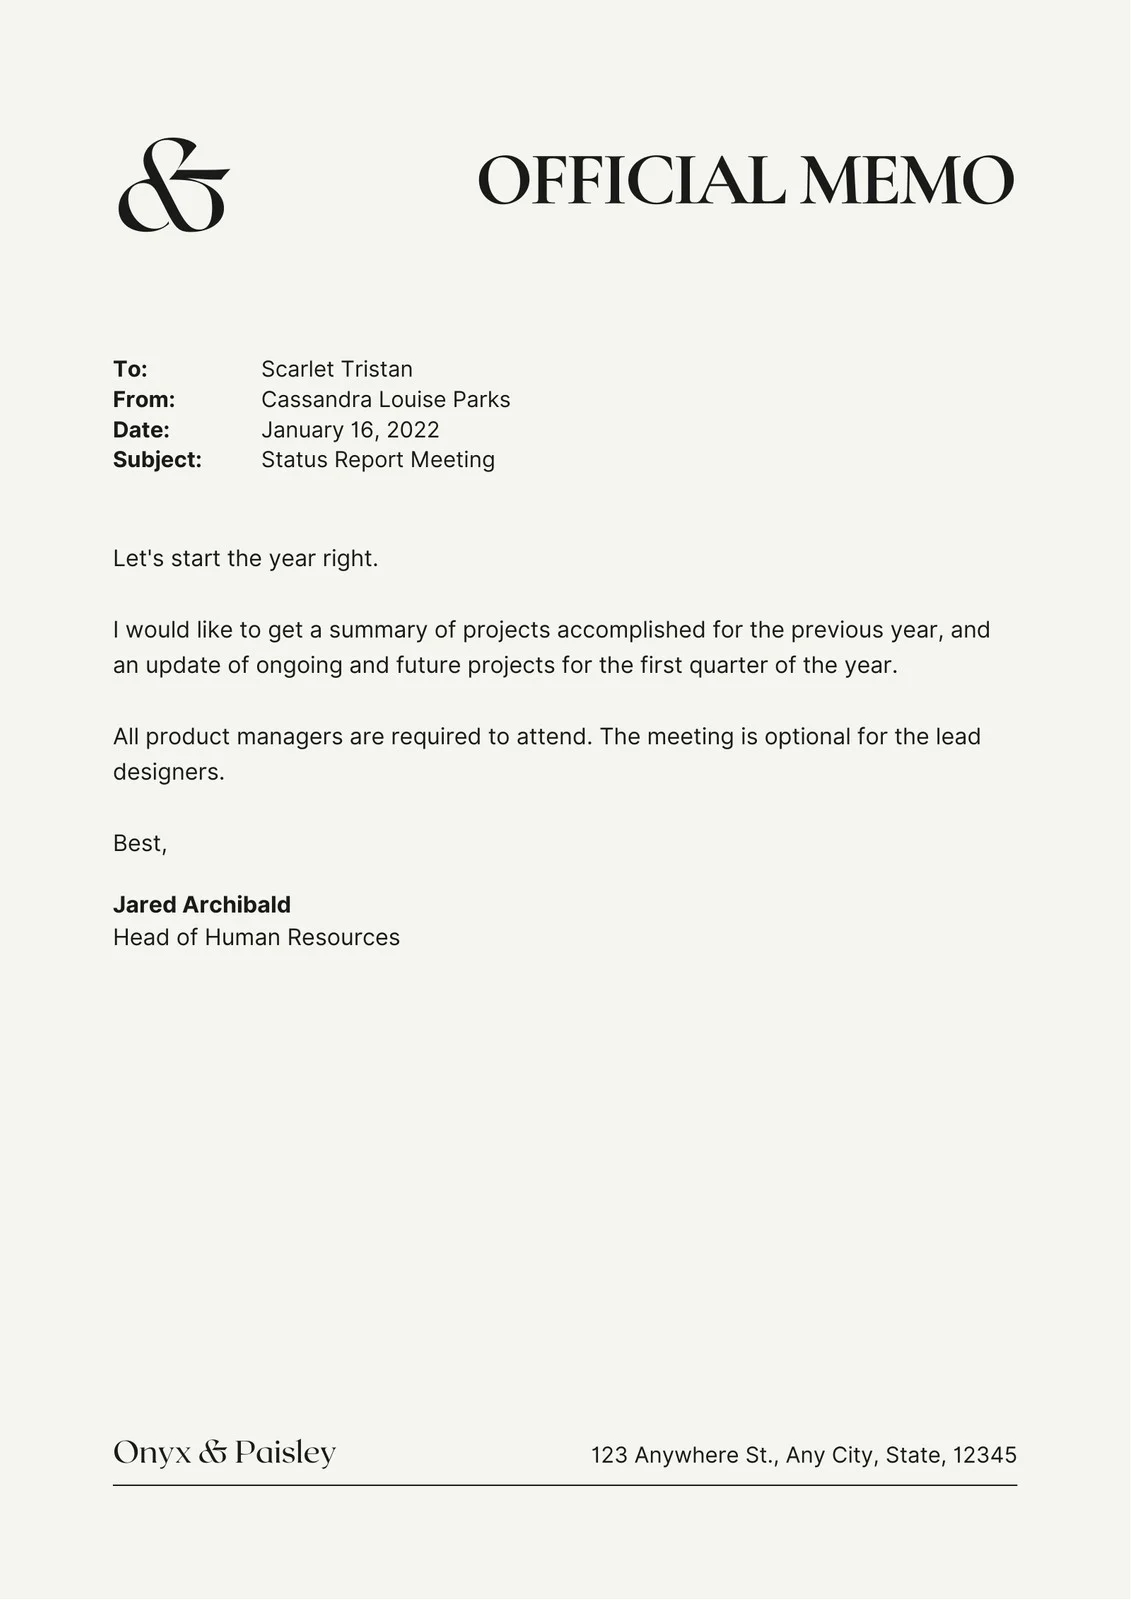 &
OFFICIAL MEMO
To: Scarlet Tristan
From: Cassandra Louise Parks
Date: January 16, 2022
Subject: Status Report Meeting
Let's start the year right.
I would like to get a summary of projects accomplished for the previous year, and
an update of ongoing and future projects for the first quarter of the year.
All product managers are required to attend. The meeting is optional for the lead
designers.
Best,
Jared Archibald
Head of Human Resources
Onyx & Paisley
123 Anywhere St., Any City, State, 12345